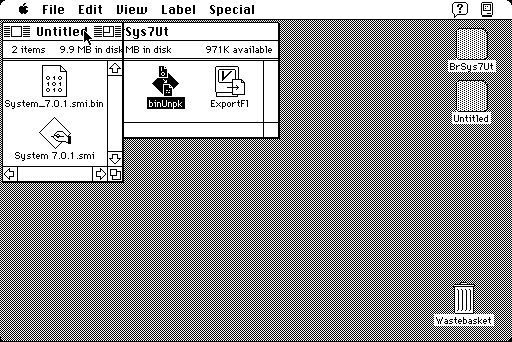 File Edit View Label Special
Untitled
Sys7Ut
2 items 9.9 MB in disk
MB in disk 971K available
System_7.0.1.smi.bin
System 7.0.1.smi
binUnpk
ExportFl
BrSys7Ut
Untitled
Wastebasket